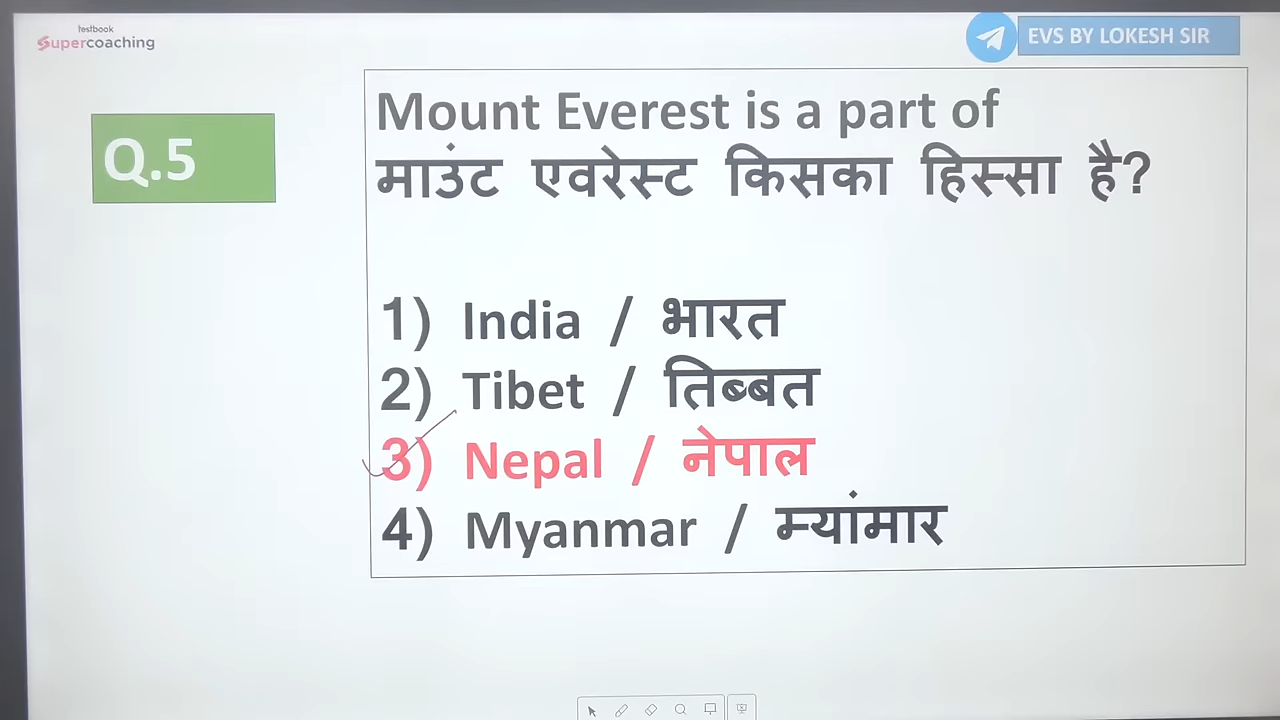 testbook
Supercoaching
EVS BY LOKESH SIR
Q.5
Mount Everest is a part of
माउंट एवरेस्ट किसका हिस्सा है?
1) India / भारत
2) Tibet / तिब्बत
3) Nepal / नेपाल
4) Myanmar / म्यांमार